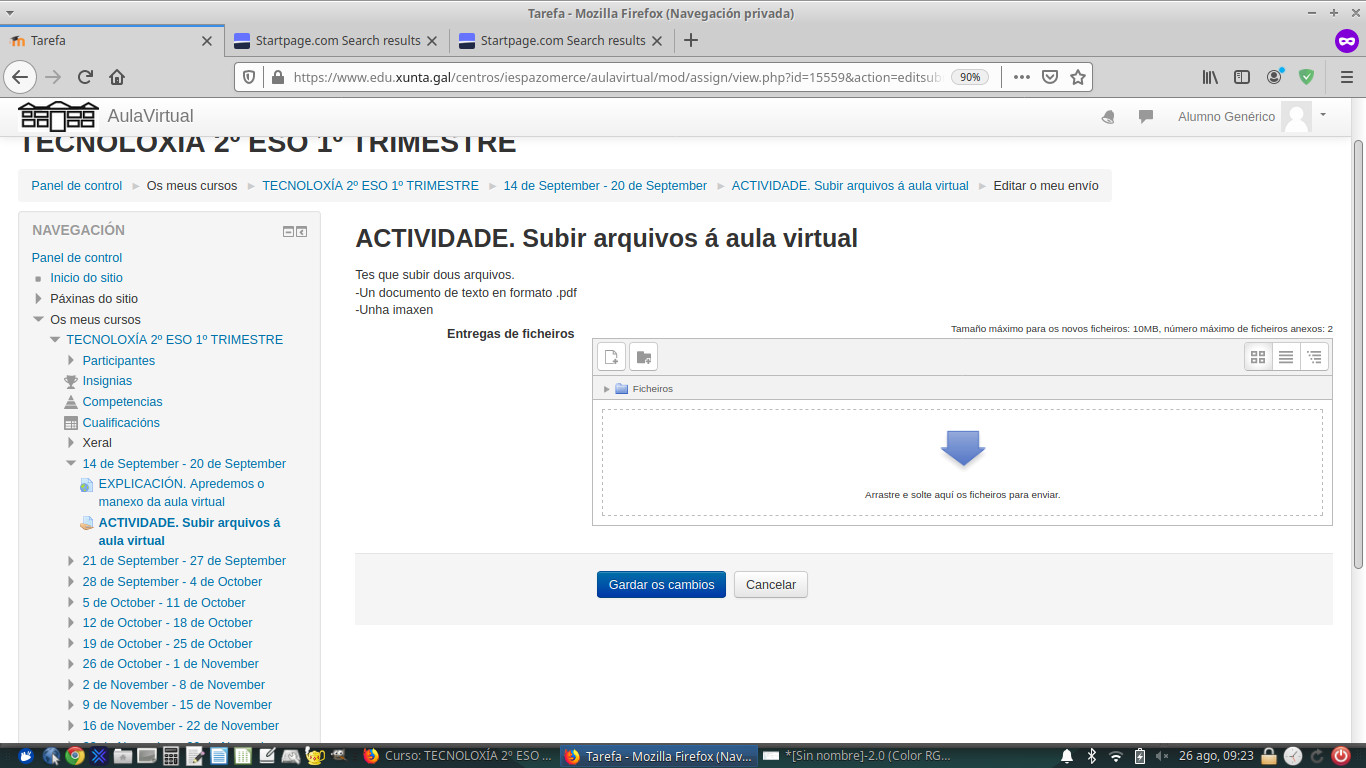 Tarefa - Mozilla Firefox (Navegación privada)
Tarefa
Startpage.com Search results
Startpage.com Search results
https://www.edu.xunta.gal/centros/iespazomerce/aulavirtual/mod/assign/view.php?id=15559&action=editsub
90%
AulaVirtual
Alumno Genérico
TECNOLOXÍA 2º ESO 1º TRIMESTRE
Panel de control
Os meus cursos
TECNOLOXÍA 2º ESO 1º TRIMESTRE
14 de September - 20 de September
ACTIVIDADE. Subir arquivos á aula virtual
Editar o meu envío
NAVEGACIÓN
Panel de control
Inicio do sitio
Páxinas do sitio
Os meus cursos
TECNOLOXÍA 2º ESO 1º TRIMESTRE
Participantes
Insignias
Competencias
Cualificacións
Xeral
14 de September - 20 de September
EXPLICACIÓN. Apredemos o
manexo da aula virtual
ACTIVIDADE. Subir arquivos á
aula virtual
21 de September - 27 de September
28 de September - 4 de October
5 de October - 11 de October
12 de October - 18 de October
19 de October - 25 de October
26 de October - 1 de November
2 de November - 8 de November
9 de November - 15 de November
16 de November - 22 de November
ACTIVIDADE. Subir arquivos á aula virtual
Tes que subir dous arquivos.
-Un documento de texto en formato .pdf
-Unha imaxen
Entregas de ficheiros
Tamaño máximo para os novos ficheiros: 10MB, número máximo de ficheiros anexos: 2
Ficheiros
Arrastre e solte aquí os ficheiros para enviar.
Gardar os cambios
Cancelar
Curso: TECNOLOXÍA 2º ESO ...
Tarefa - Mozilla Firefox (Nav...
*[Sin nombre]-2.0 (Color RG...
26 ago, 09:23